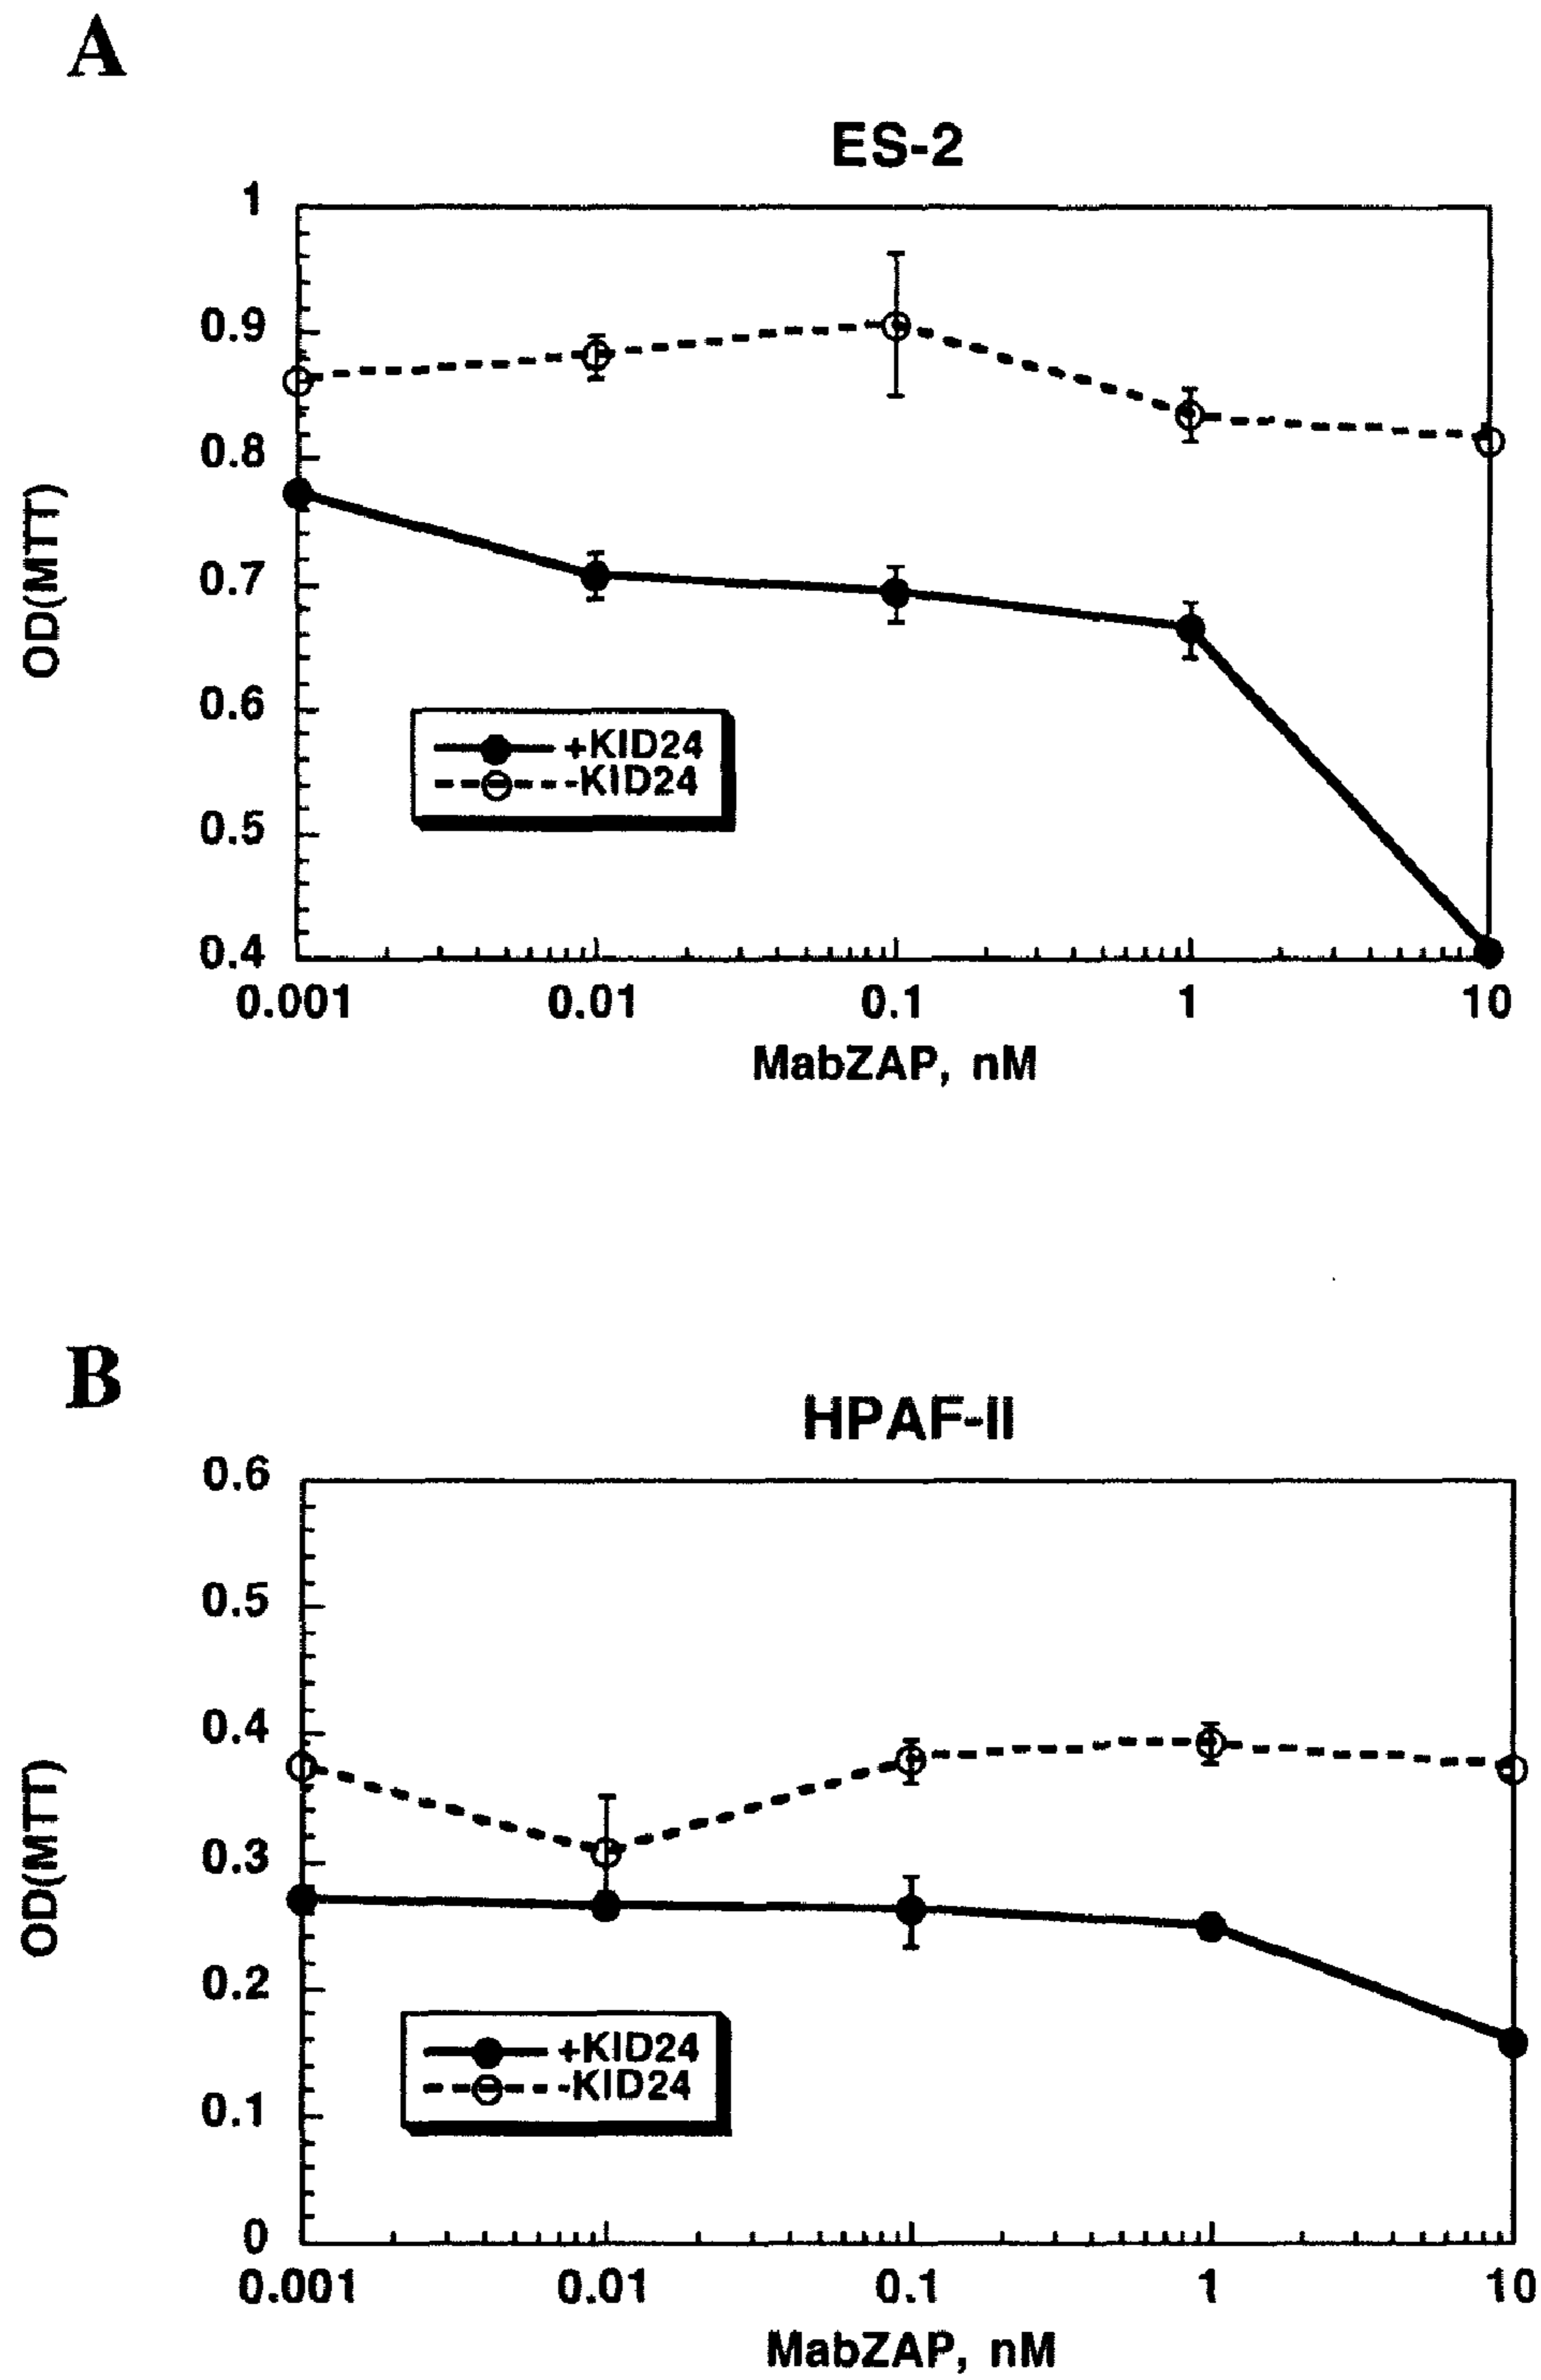 A
ES-2
1
0.9
0.8
0.7
0.6
0.5
0.4
OD(MTT)
+KID24
-KID24
0.001 0.01 0.1 1 10
MabZAP, nM
B
HPAF-II
0.6
0.5
0.4
0.3
0.2
0.1
0
OD(MTT)
+KID24
-KID24
0.001 0.01 0.1 1 10
MabZAP, nM